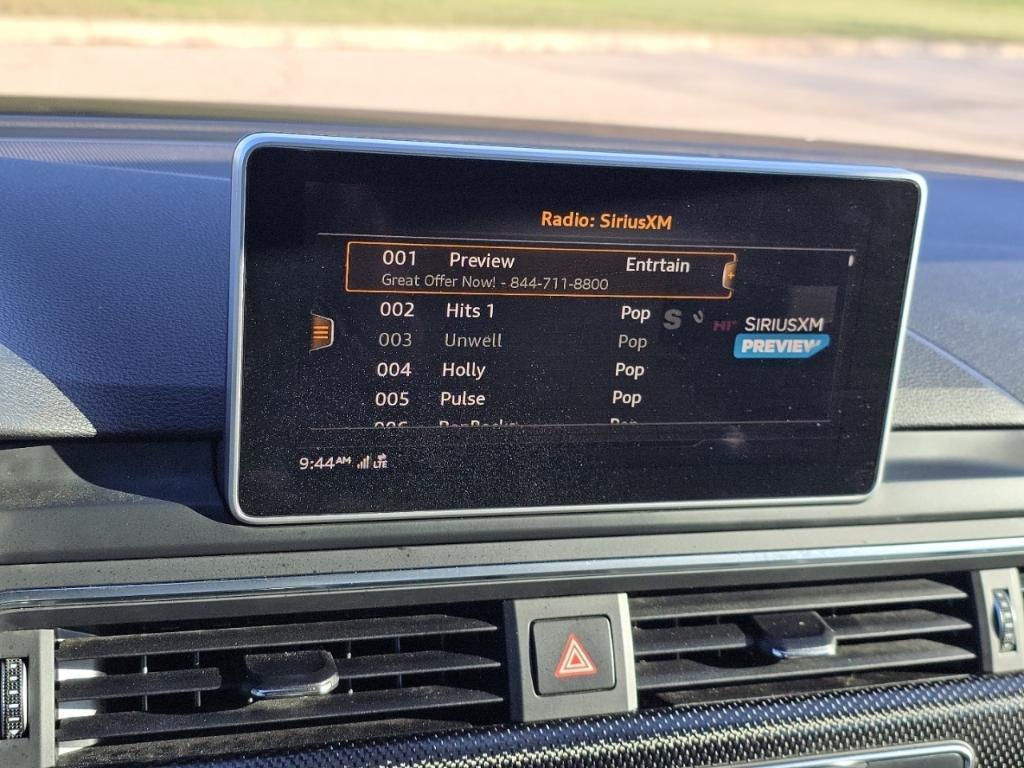 Radio: SiriusXM
001 Preview Entrtain
Great Offer Now! - 844-711-8800
002 Hits 1 Pop
003 Unwell Pop
004 Holly Pop
005 Pulse Pop
SIRIUSXM
PREVIEW
9:44AM LTE